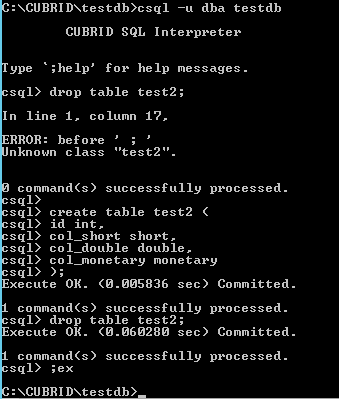 C:\CUBRID\testdb>csql -u dba testdb
CUBRID SQL Interpreter
Type `;help' for help messages.
csql> drop table test2;
In line 1, column 17,
ERROR: before ' ; '
Unknown class "test2".
0 command(s) successfully processed.
csql>
csql> create table test2 (
csql> id int,
csql> col_short short,
csql> col_double double,
csql> col_monetary monetary
csql> );
Execute OK. (0.005836 sec) Committed.
1 command(s) successfully processed.
csql> drop table test2;
Execute OK. (0.060280 sec) Committed.
1 command(s) successfully processed.
csql> ;ex
C:\CUBRID\testdb>_